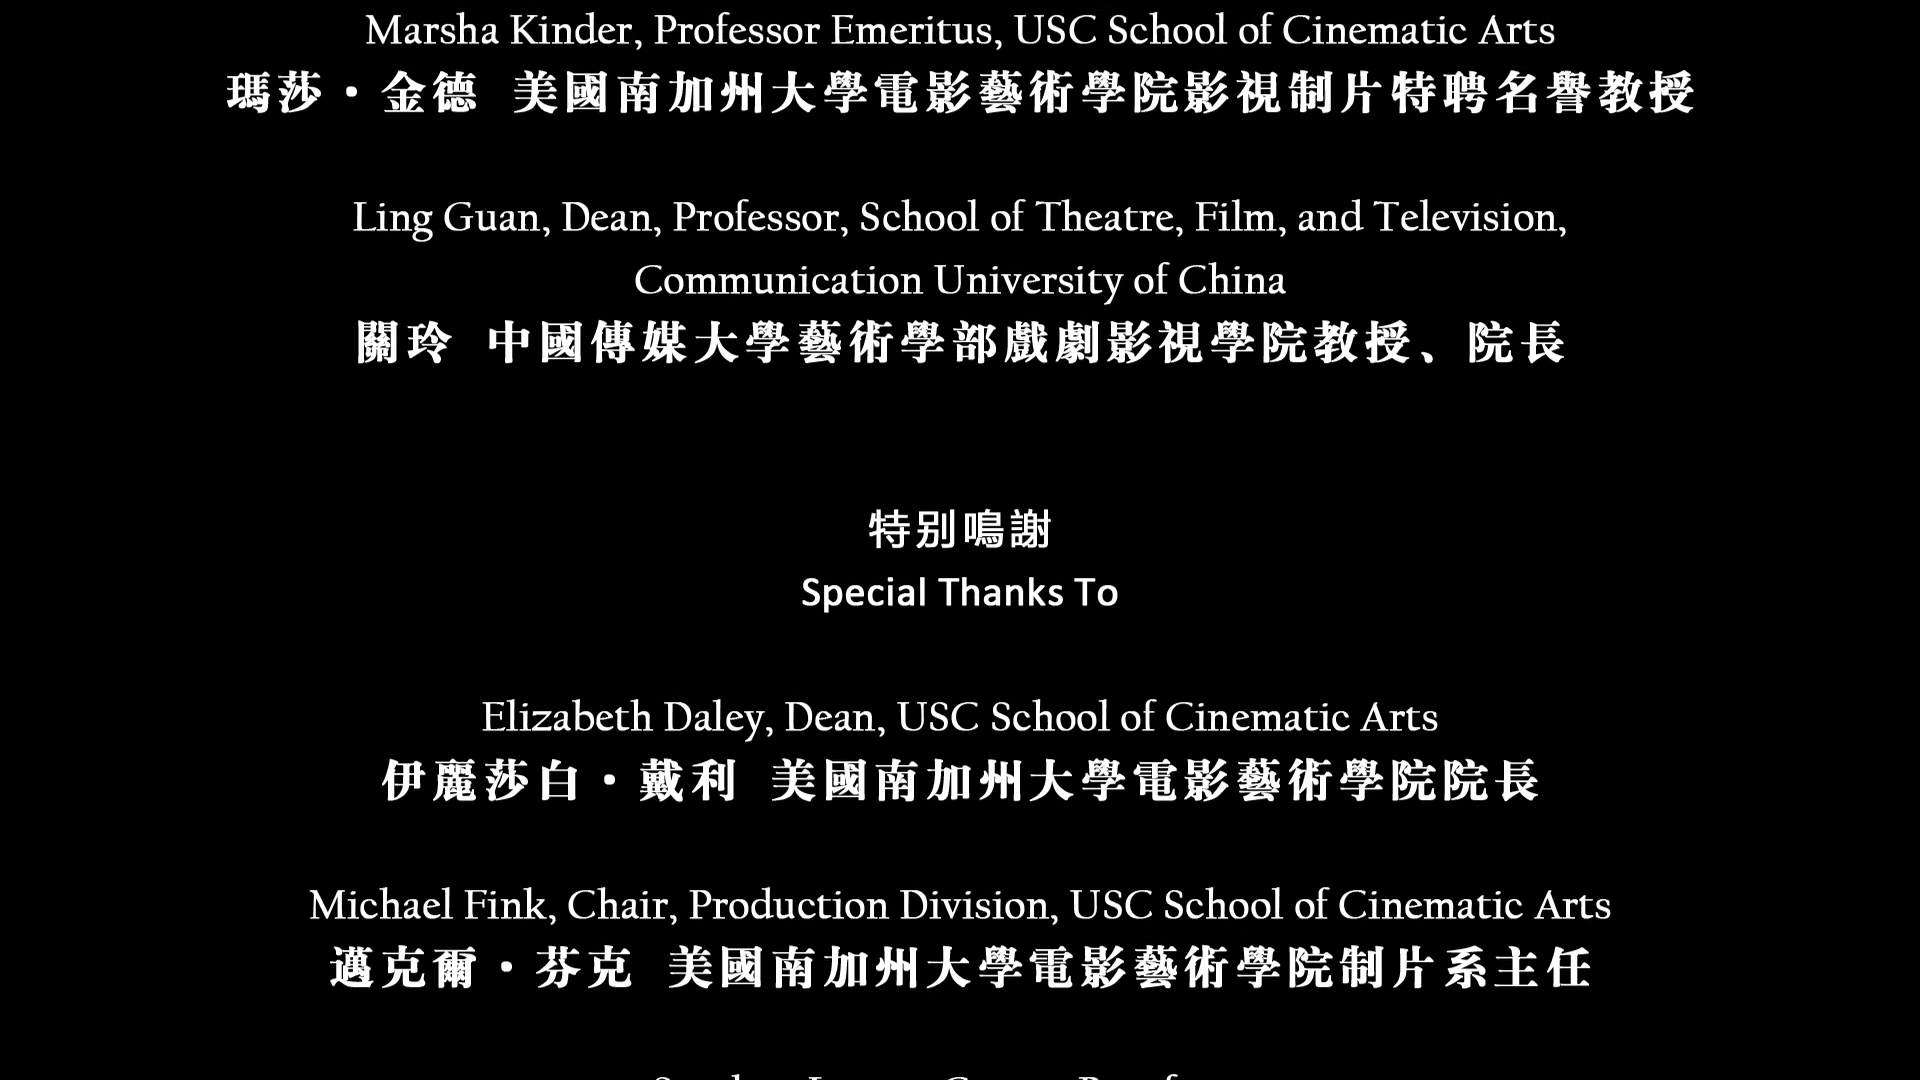 Marsha Kinder, Professor Emeritus, USC School of Cinematic Arts
瑪莎·金德 美國南加州大學電影藝術學院影視制片特聘名譽教授
Ling Guan, Dean, Professor, School of Theatre, Film, and Television,
Communication University of China
關玲 中國傳媒大學藝術學部戲劇影視學院教授、院長
特别鳴謝
Special Thanks To
Elizabeth Daley, Dean, USC School of Cinematic Arts
伊麗莎白·戴利 美國南加州大學電影藝術學院院長
Michael Fink, Chair, Production Division, USC School of Cinematic Arts
邁克爾·芬克 美國南加州大學電影藝術學院制片系主任